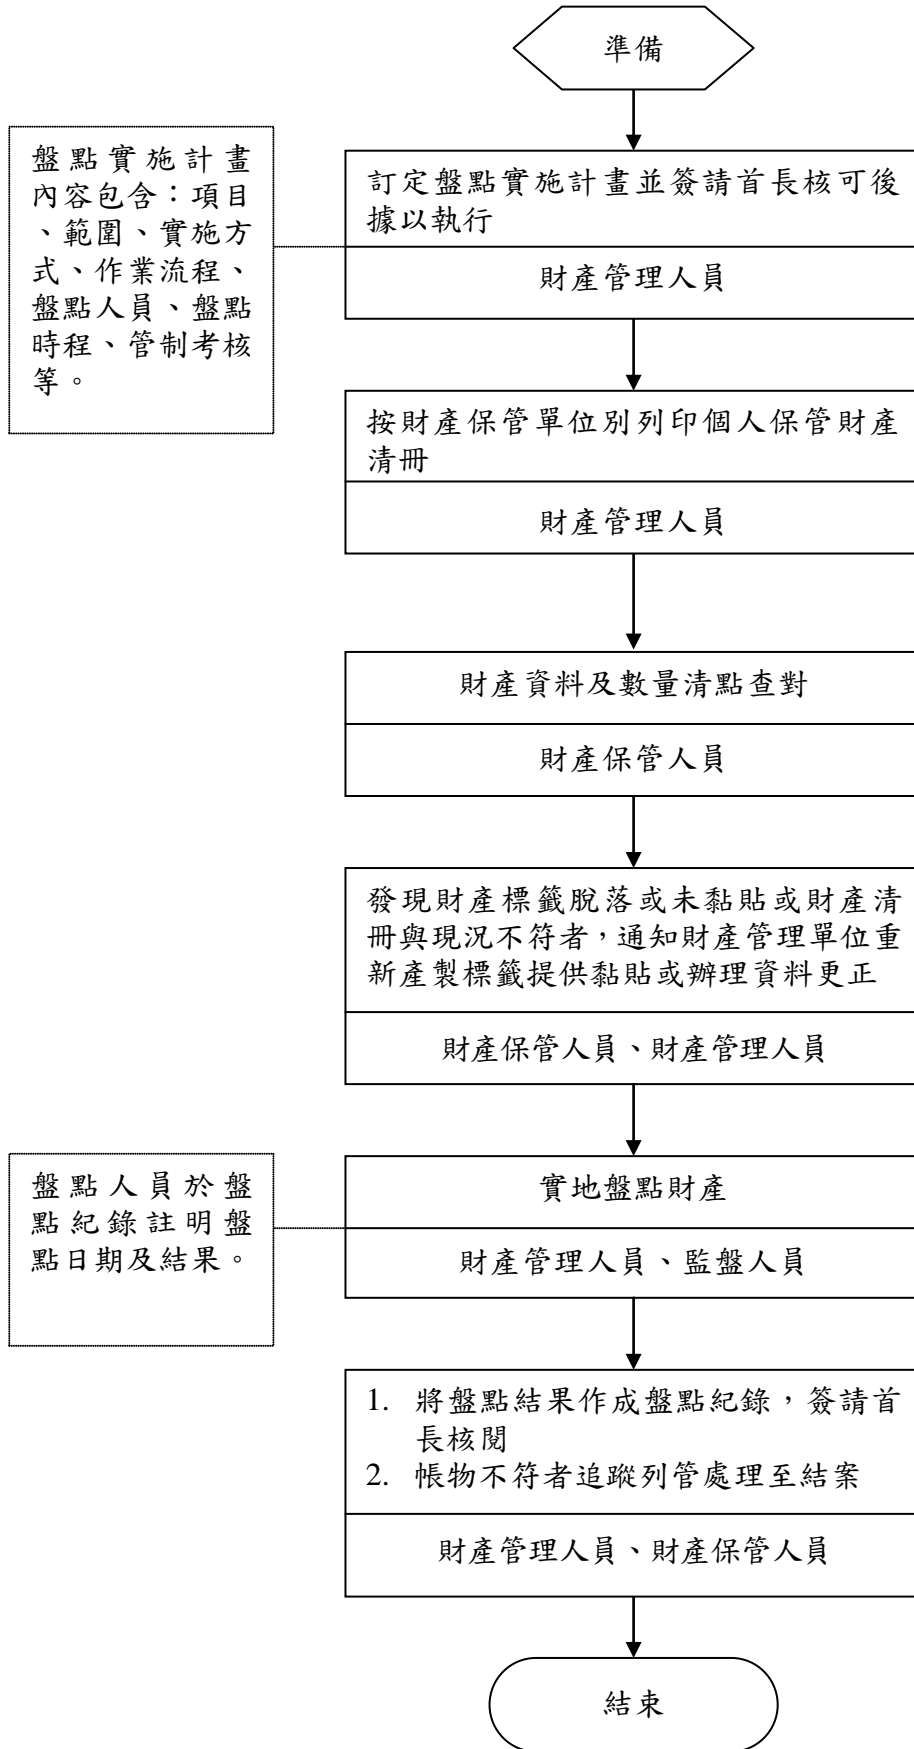 準備
盤點實施計畫
內容包含：項目
、範圍、實施方
式、作業流程、
盤點人員、盤點
時程、管制考核
等。
訂定盤點實施計畫並簽請首長核可後
據以執行
財產管理人員
按財產保管單位別列印個人保管財產
清冊
財產管理人員
財產資料及數量清點查對
財產保管人員
發現財產標籤脫落或未黏貼或財產清
冊與現況不符者，通知財產管理單位重
新產製標籤提供黏貼或辦理資料更正
財產保管人員、財產管理人員
盤點人員於盤
點紀錄註明盤
點日期及結果。
實地盤點財產
財產管理人員、監盤人員
1. 將盤點結果作成盤點紀錄，簽請首
長核閱
2. 帳物不符者追蹤列管處理至結案
財產管理人員、財產保管人員
結束